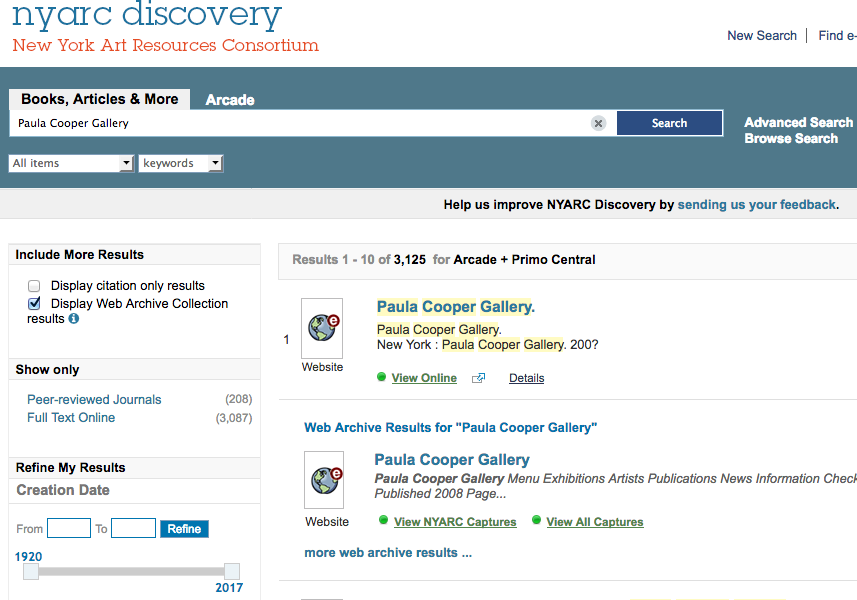 nyarc discovery
New York Art Resources Consortium
New Search | Find e-
Books, Articles & More Arcade
Paula Cooper Gallery Search
Advanced Search
Browse Search
All items keywords
Help us improve NYARC Discovery by sending us your feedback.
Include More Results
Display citation only results
Display Web Archive Collection
results
Show only
Peer-reviewed Journals (208)
Full Text Online (3,087)
Refine My Results
Creation Date
From To Refine
1920
2017
Results 1 - 10 of 3,125 for Arcade + Primo Central
1
Website
Paula Cooper Gallery.
Paula Cooper Gallery.
New York : Paula Cooper Gallery. 200?
View Online Details
Web Archive Results for "Paula Cooper Gallery"
Website
Paula Cooper Gallery
Paula Cooper Gallery Menu Exhibitions Artists Publications News Information Check
Published 2008 Page...
View NYARC Captures View All Captures
more web archive results ...